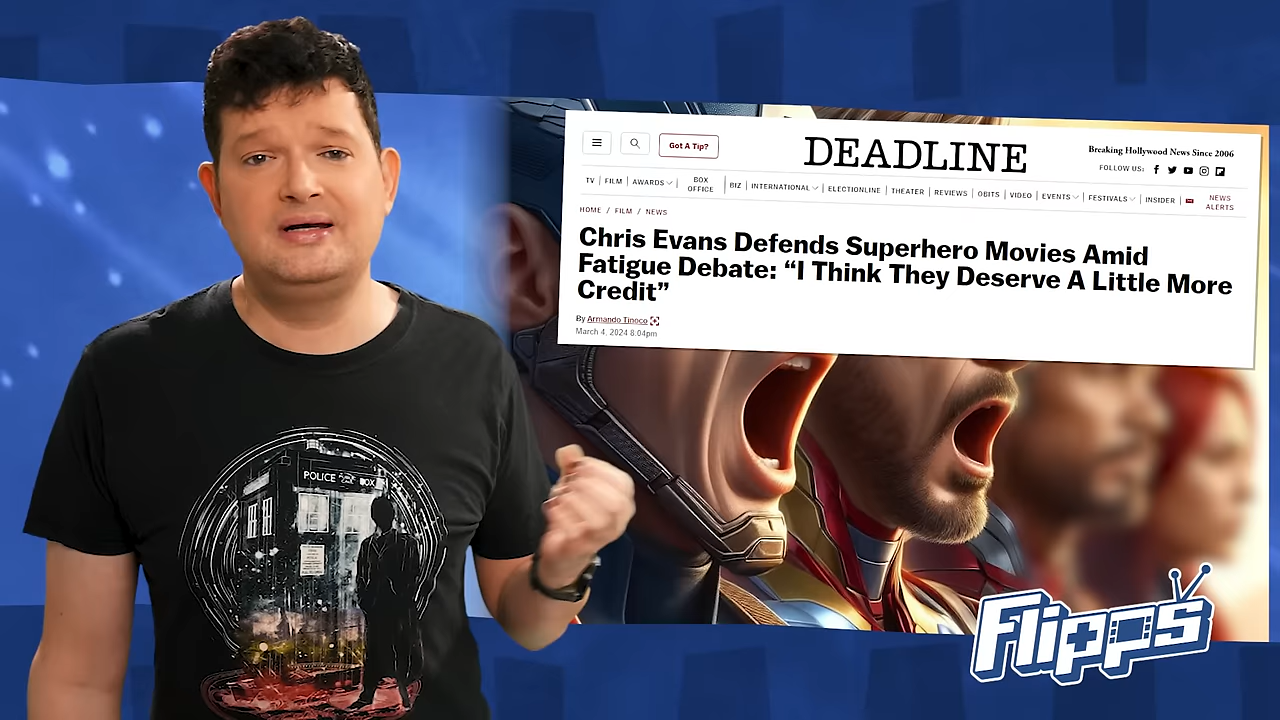 POLICE BOX
Got A Tip?
DEADLINE
Breaking Hollywood News Since 2006
FOLLOW US:
TV FILM AWARDS BOX OFFICE BIZ INTERNATIONAL ELECTIONLINE THEATER REVIEWS OBITS VIDEO EVENTS FESTIVALS INSIDER NEWS ALERTS
HOME / FILM / NEWS
Chris Evans Defends Superhero Movies Amid
Fatigue Debate: “I Think They Deserve A Little More
Credit”
By Armando Tinoco
March 4, 2024 8:04pm
Flipps